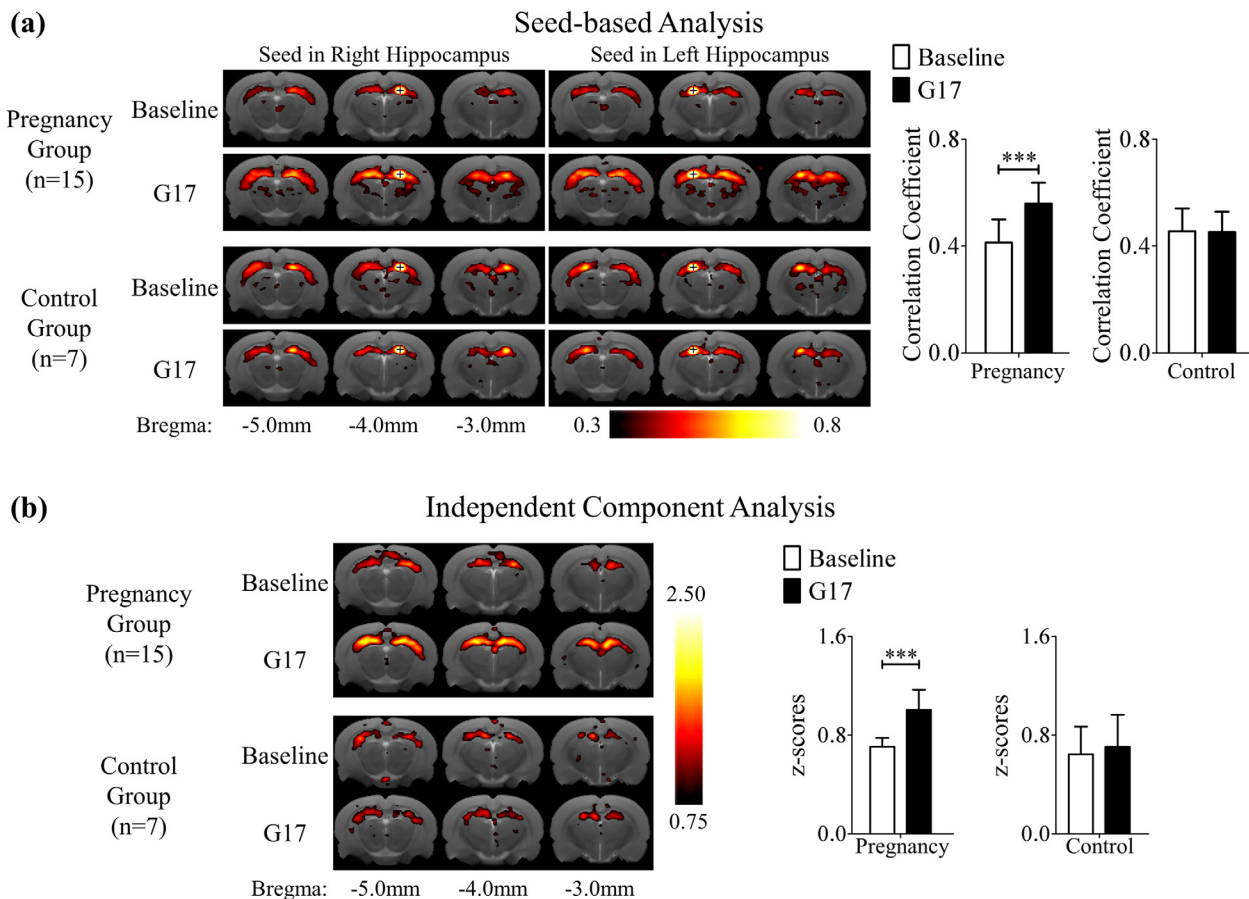 (a)
Seed-based Analysis
Seed in Right Hippocampus
Seed in Left Hippocampus
Pregnancy
Group
(n=15)
Baseline
G17
Control
Group
(n=7)
Baseline
G17
Bregma:
-5.0mm
-4.0mm
-3.0mm
0.3
0.8
Baseline
G17
Correlation Coefficient
0.8
0.4
0.0
***
Pregnancy
Correlation Coefficient
0.8
0.4
0.0
Control
(b)
Independent Component Analysis
Pregnancy
Group
(n=15)
Baseline
G17
Control
Group
(n=7)
Baseline
G17
Bregma:
-5.0mm
-4.0mm
-3.0mm
2.50
0.75
Baseline
G17
z-scores
1.6
0.8
0.0
***
Pregnancy
z-scores
1.6
0.8
0.0
Control